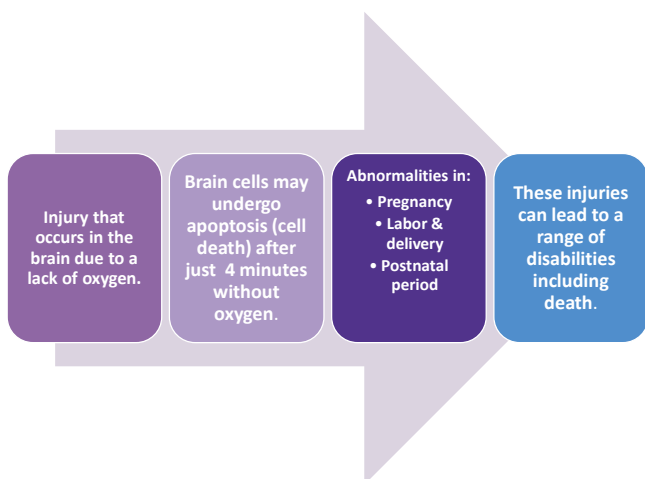 Injury that
occurs in the
brain due to a
lack of oxygen.
Brain cells may
undergo
apoptosis (cell
death) after
just 4 minutes
without
oxygen.
Abnormalities in:
• Pregnancy
• Labor &
delivery
• Postnatal
period
These injuries
can lead to a
range of
disabilities
including
death.